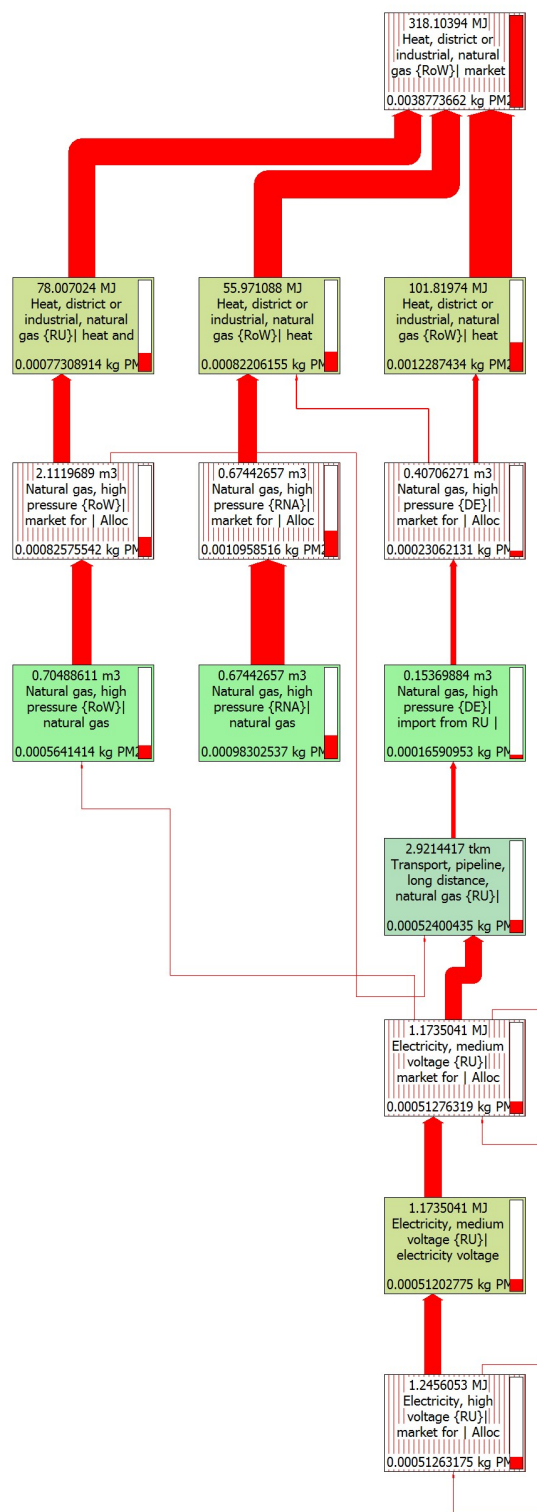 318.10394 MJ
Heat, district or
industrial, natural
gas {RoW}| market
0.0038773662 kg PM2
78.007024 MJ
Heat, district or
industrial, natural
gas {RU}| heat and
0.00077308914 kg PM
55.971088 MJ
Heat, district or
industrial, natural
gas {RoW}| heat
0.00082206155 kg PM
101.81974 MJ
Heat, district or
industrial, natural
gas {RoW}| heat
0.0012287434 kg PM2
2.1119689 m3
Natural gas, high
pressure {RoW}|
market for | Alloc
0.00082575542 kg PM
0.67442657 m3
Natural gas, high
pressure {RNA}|
market for | Alloc
0.0010958516 kg PM2
0.40706271 m3
Natural gas, high
pressure {DE}|
market for | Alloc
0.00023062131 kg PM
0.70488611 m3
Natural gas, high
pressure {RoW}|
natural gas
0.0005641414 kg PM2
0.67442657 m3
Natural gas, high
pressure {RNA}|
natural gas
0.00098302537 kg PM
0.15369884 m3
Natural gas, high
pressure {DE}|
import from RU |
0.00016590953 kg PM
2.9214417 tkm
Transport, pipeline,
long distance,
natural gas {RU}|
0.00052400435 kg PM
1.1735041 MJ
Electricity, medium
voltage {RU}|
market for | Alloc
0.00051276319 kg PM
1.1735041 MJ
Electricity, medium
voltage {RU}|
electricity voltage
0.00051202775 kg PM
1.2456053 MJ
Electricity, high
voltage {RU}|
market for | Alloc
0.00051263175 kg PM